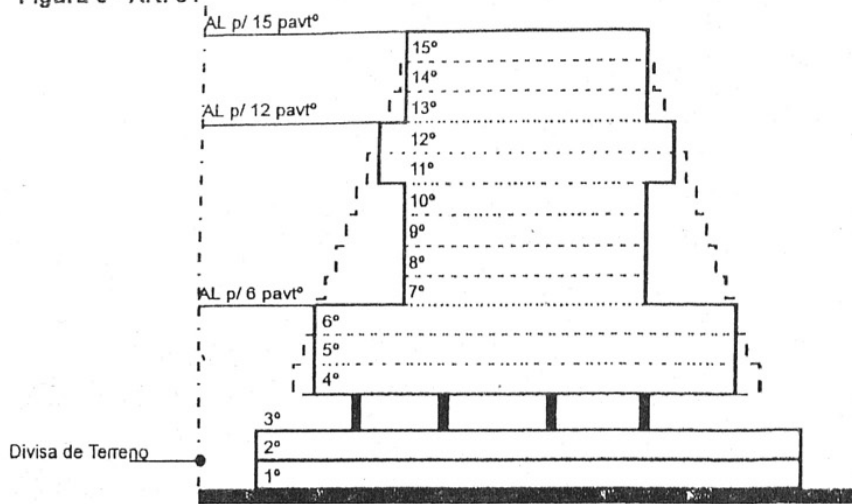 AL p/ 15 pavtº
15º
14º
13º
AL p/ 12 pavtº
12º
11º
10º
9º
8º
7º
AL p/ 6 pavtº
6º
5º
4º
3º
2º
1º
Divisa de Terreno